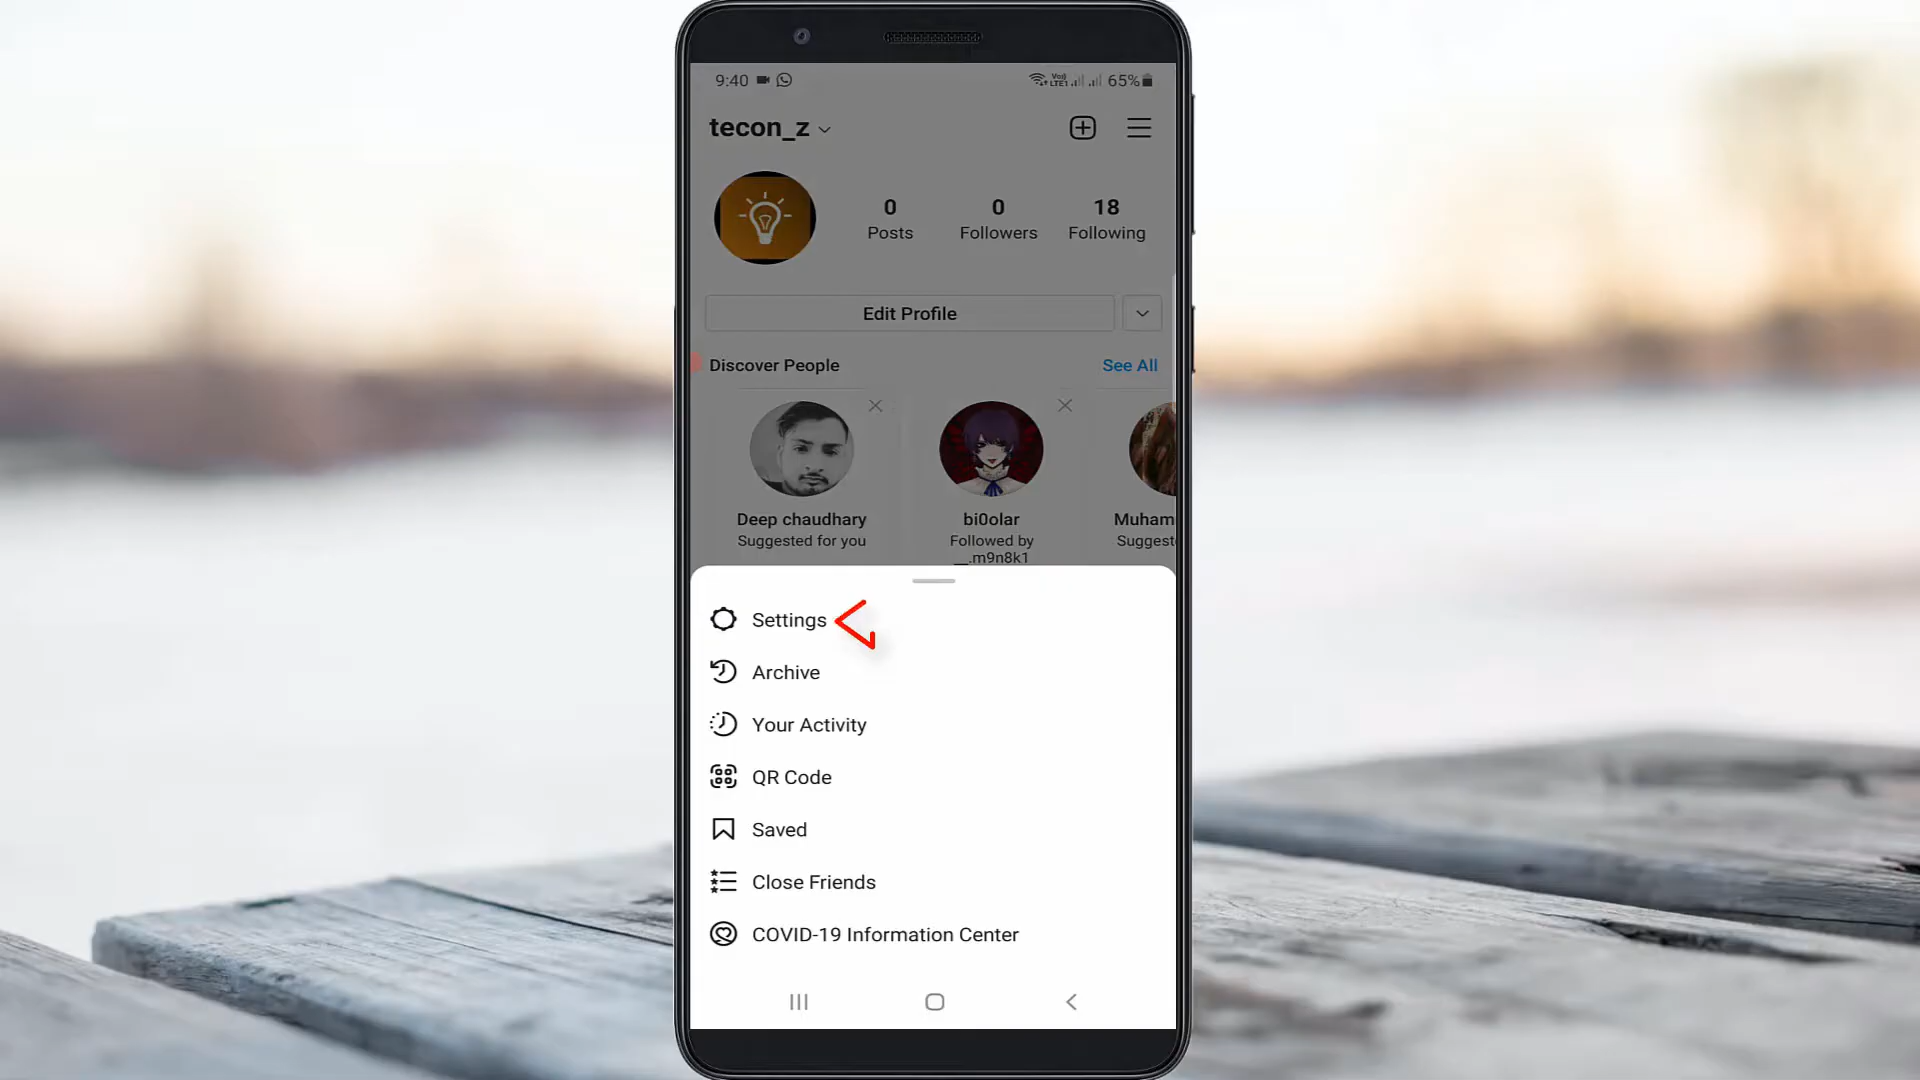 9:40 65%
tecon_z
0 0 18
Posts Followers Following
Edit Profile
Discover People See All
Deep chaudhary bi0olar Muham
Suggested for you Followed by Suggest
__.m9n8k1
Settings
Archive
Your Activity
QR Code
Saved
Close Friends
COVID-19 Information Center